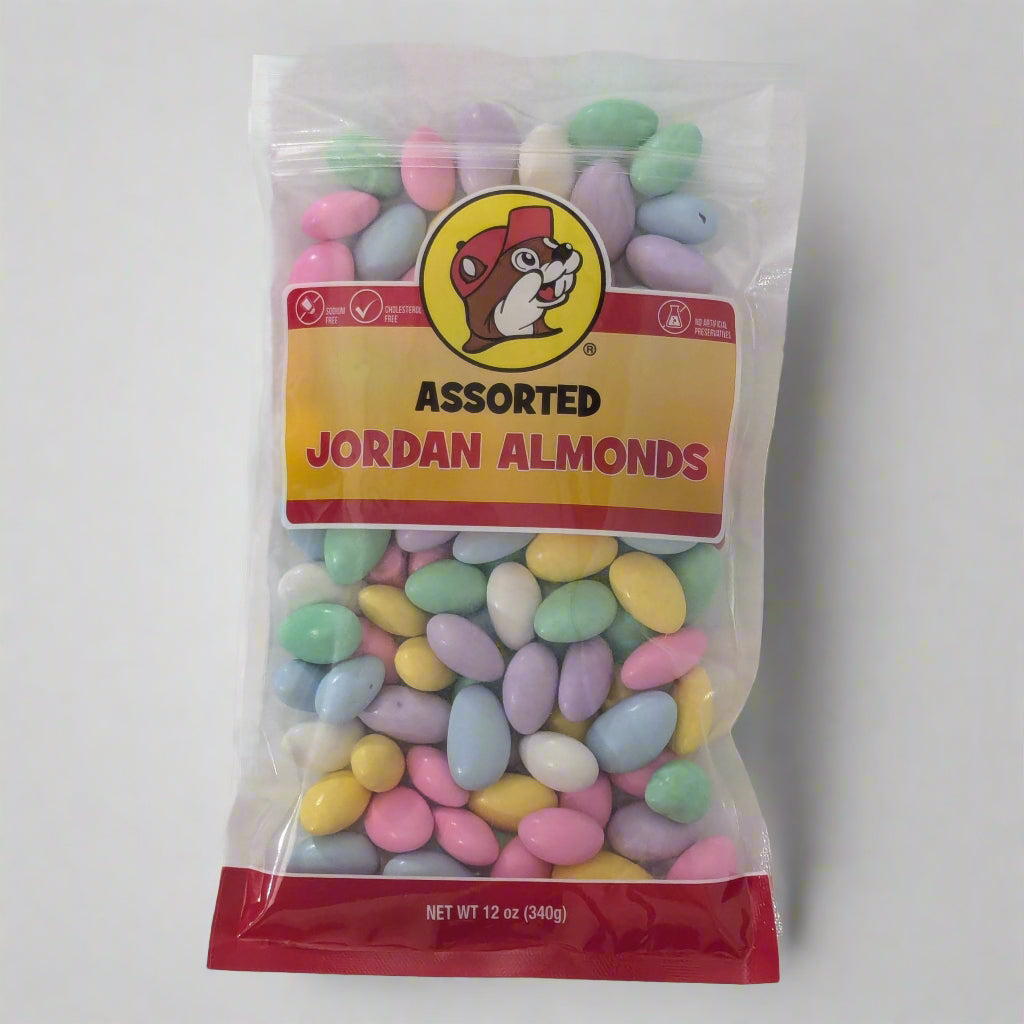 SODIUM
FREE
CHOLESTEROL
FREE
NO ARTIFICIAL
PRESERVATIVES
®
ASSORTED
JORDAN ALMONDS
NET WT 12 oz (340g)